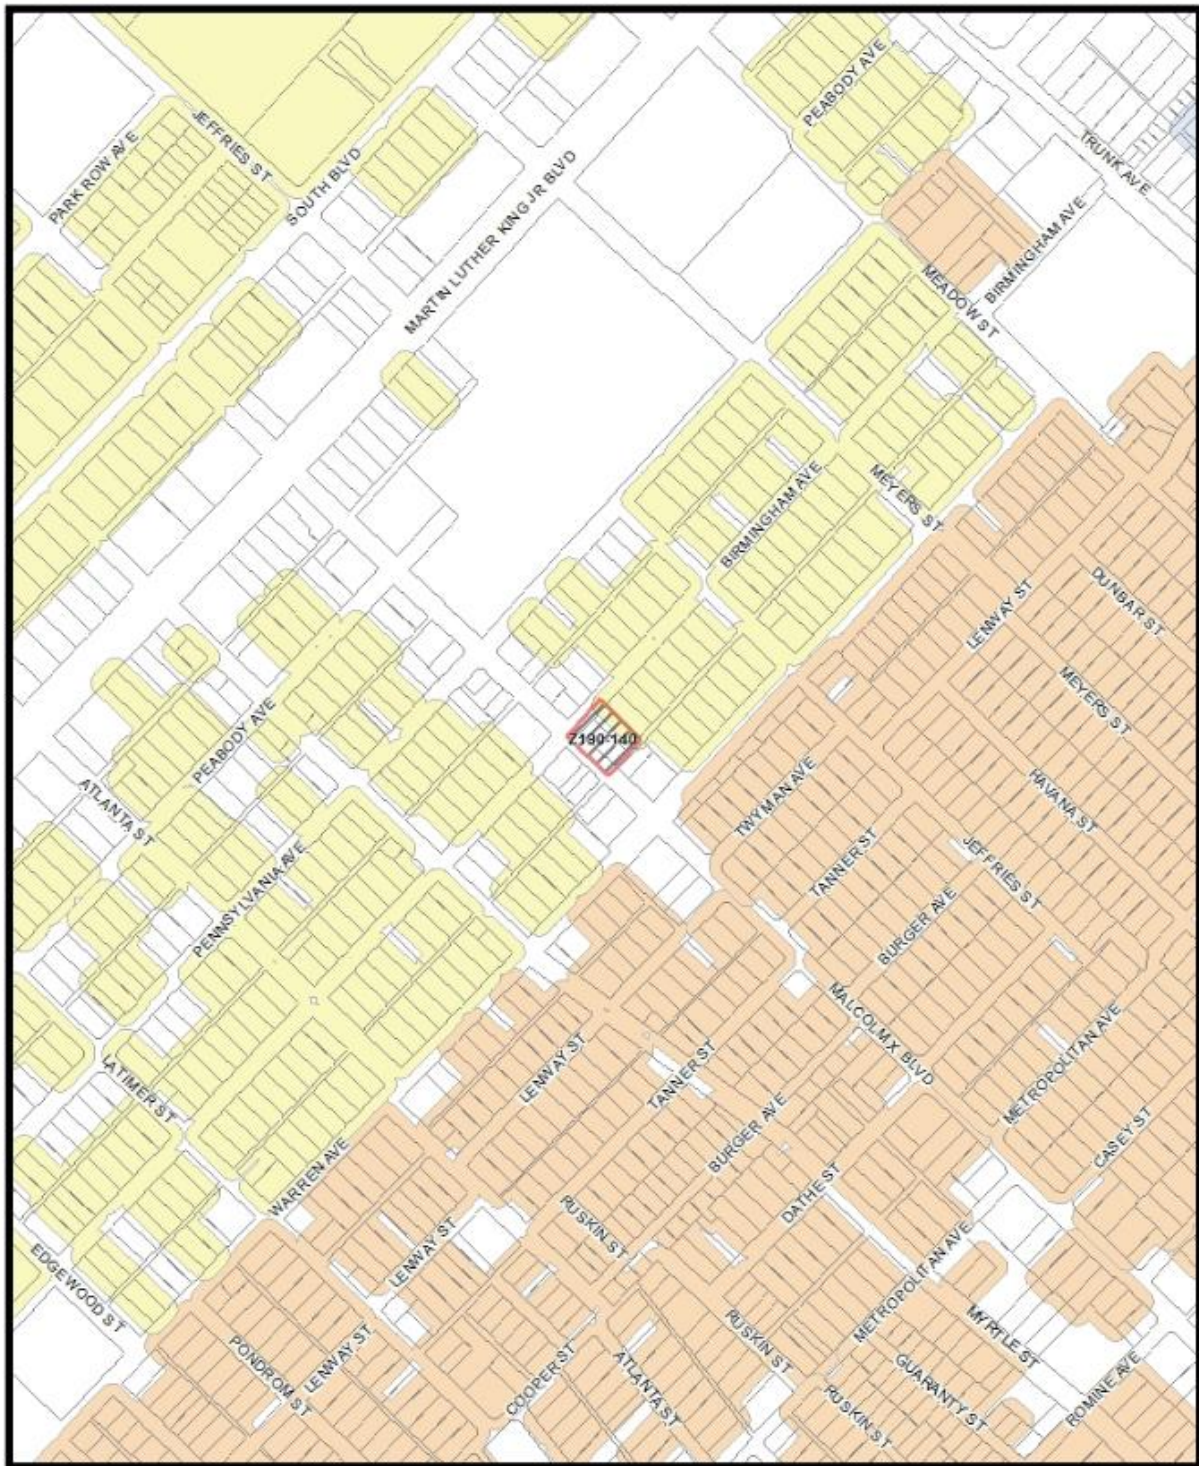 PEABODY AVE
JEFFRIES ST
PARK ROW AVE
SOUTH BLVD
TRUNK AVE
MARTIN LUTHER KING JR BLVD
BIRMINGHAM AVE
MEADOW ST
MEYERS ST
BIRMINGHAM AVE
DUNBAR ST
LENWAY ST
MEYERS ST
PEABODY AVE
Z190-140
ATLANTA ST
TWYMAN AVE
HAVANA ST
TANNER ST
JEFFRIES ST
PENNSYLVANIA AVE
BURGER AVE
MALCOLM X BLVD
LENWAY ST
TANNER ST
METROPOLITAN AVE
LATIMER ST
BURGER AVE
CASEY ST
WARREN AVE
DATHE ST
RUSKIN ST
LENWAY ST
EDGEWOOD ST
METROPOLITAN AVE
MYRTLE ST
RUSKIN ST
PONDROM ST
LENWAY ST
COOPER ST
ATLANTA ST
GUARANTY ST
ROMINE AVE
RUSKIN ST